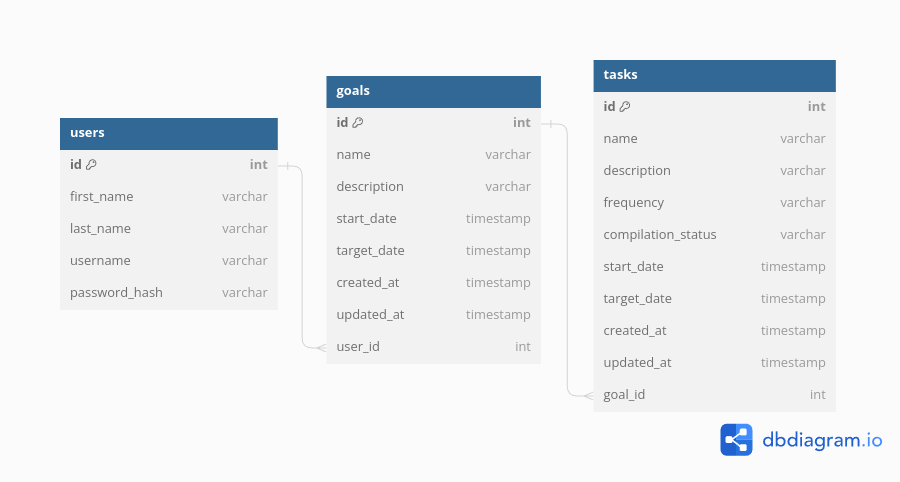 users
id int
first_name varchar
last_name varchar
username varchar
password_hash varchar
goals
id int
name varchar
description varchar
start_date timestamp
target_date timestamp
created_at timestamp
updated_at timestamp
user_id int
tasks
id int
name varchar
description varchar
frequency varchar
compilation_status varchar
start_date timestamp
target_date timestamp
created_at timestamp
updated_at timestamp
goal_id int
dbdiagram.io